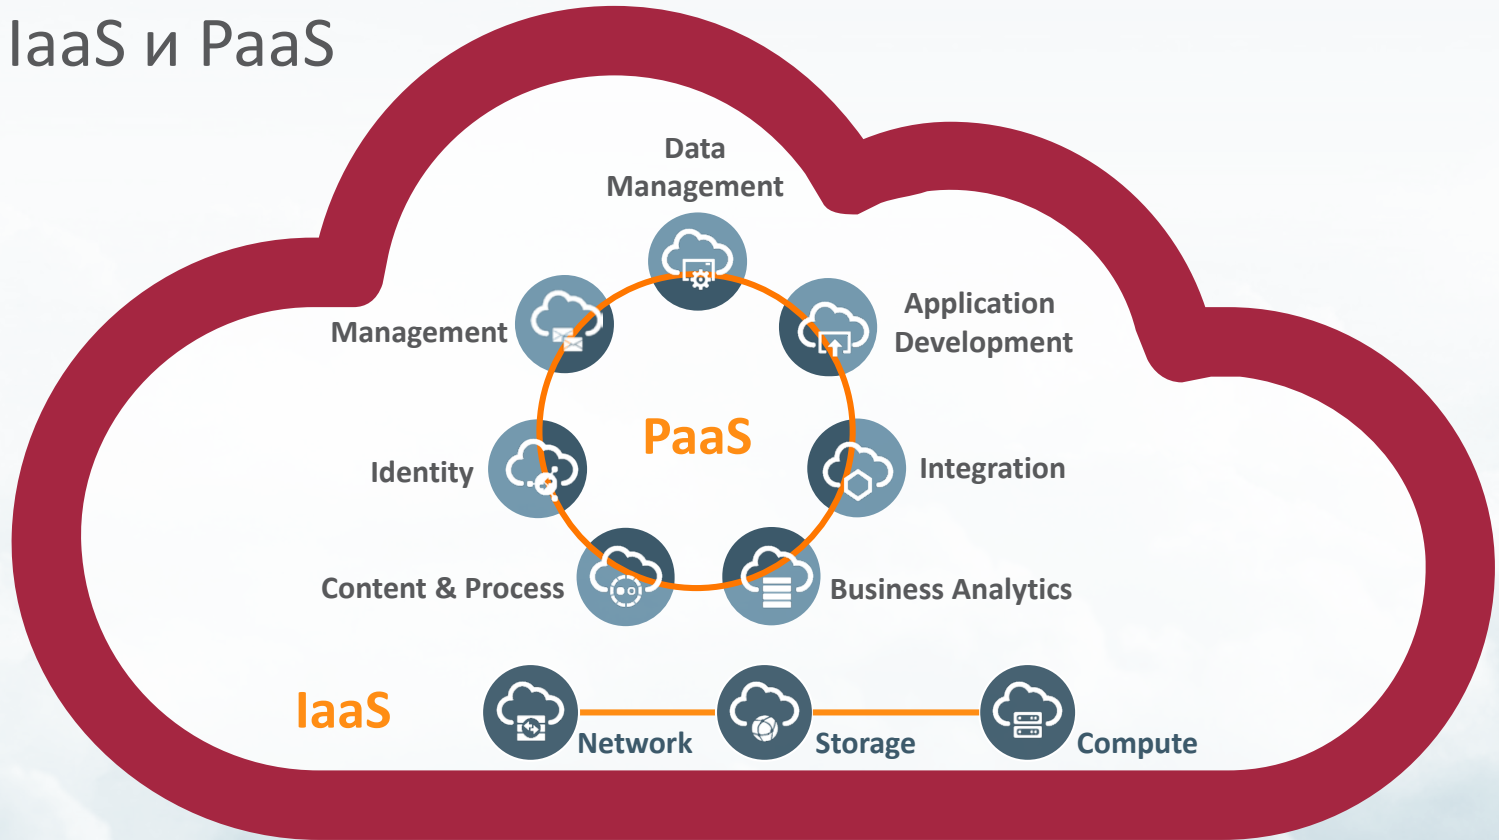 IaaS и PaaS
Data
Management
Management
Application
Development
PaaS
Identity
Integration
Content & Process
Business Analytics
IaaS
Network
Storage
Compute